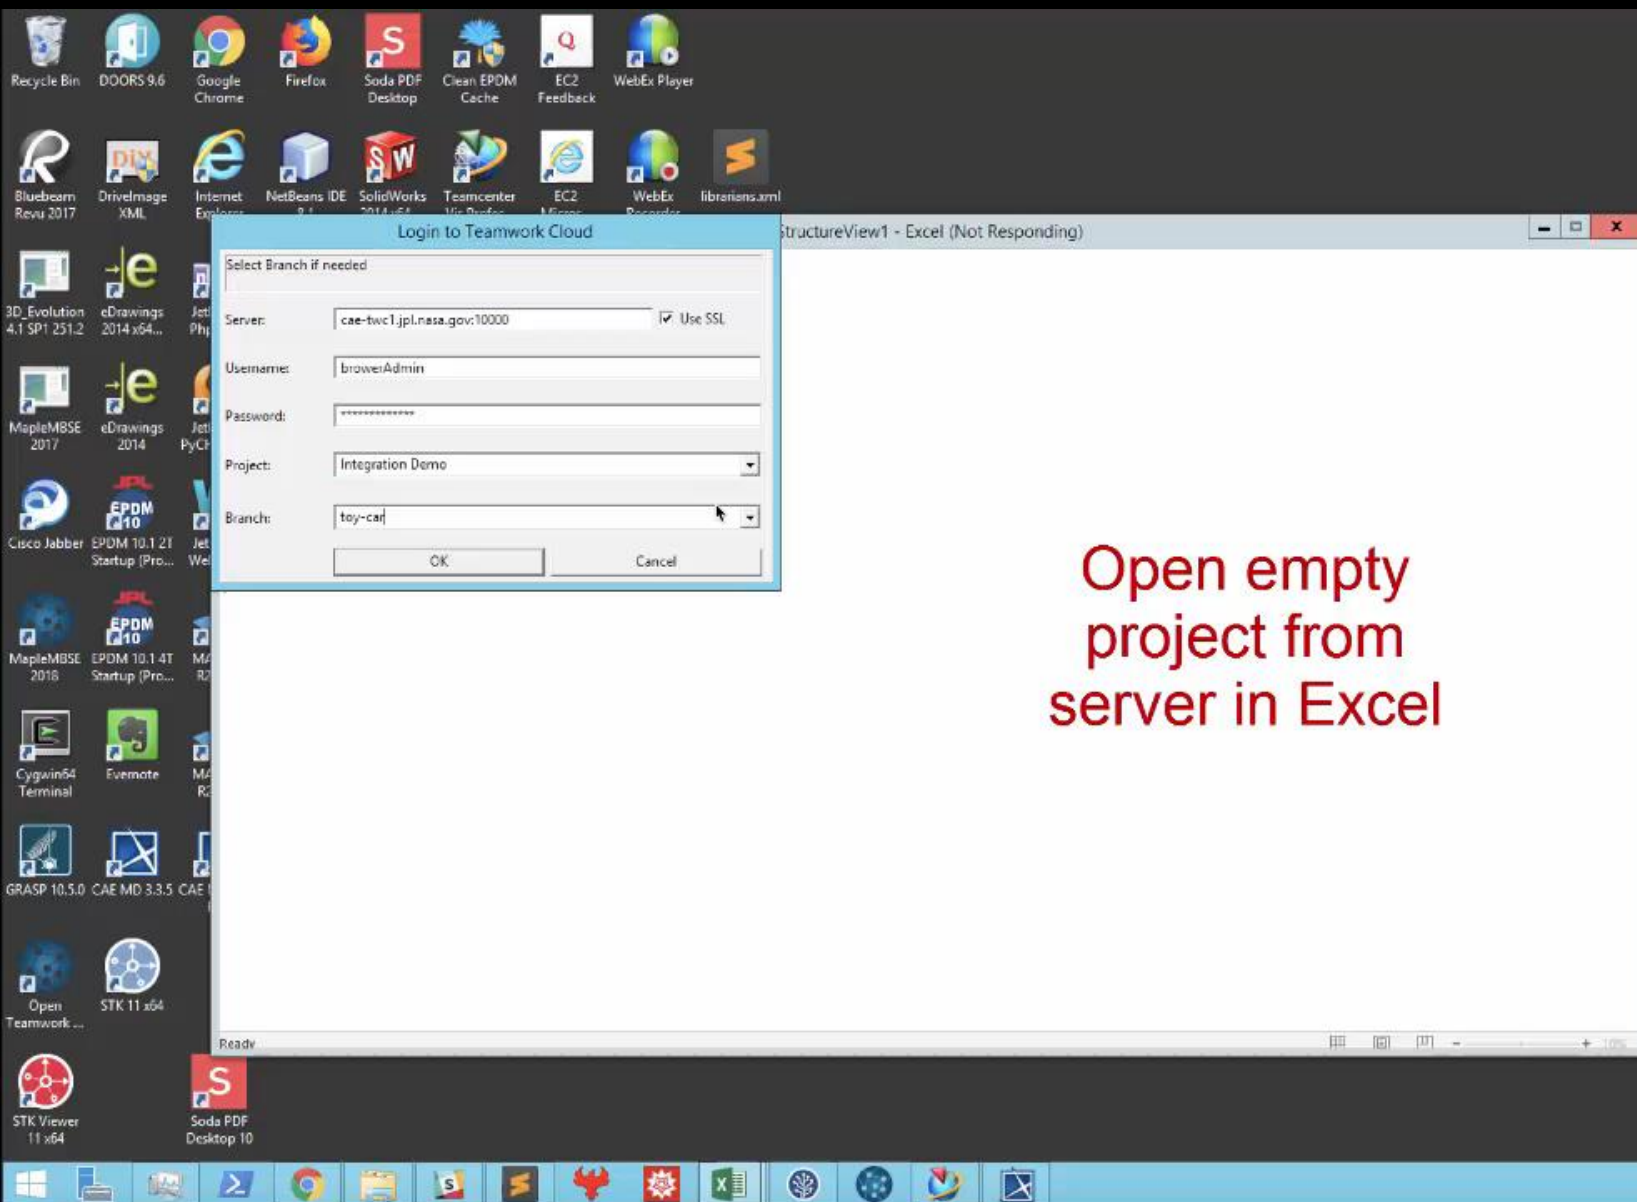 Recycle Bin
DOORS 9.6
Google
Chrome
Firefox
Soda PDF
Desktop
Clean EPDM
Cache
EC2
Feedback
WebEx Player
Bluebeam
Revu 2017
DriveImage
XML
Internet
NetBeans IDE
SolidWorks
Teamcenter
EC2
WebEx
librarians.xml
Login to Teamwork Cloud
StructureView1 - Excel (Not Responding)
Select Branch if needed
Server:
cae-twc1.jpl.nasa.gov:10000
Use SSL
Username:
browerAdmin
Password:
*************
Project:
Integration Demo
Branch:
toy-car
OK
Cancel
3D_Evolution
4.1 SP1 251.2
eDrawings
2014 x64...
MapleMBSE
2017
eDrawings
2014
Cisco Jabber
EPDM 10.1 2T
Startup (Pro...
MapleMBSE
2018
EPDM 10.1 4T
Startup (Pro...
Cygwin64
Terminal
Evernote
GRASP 10.5.0
CAE MD 3.3.5
CAE
Open
Teamwork ...
STK 11 x64
STK Viewer
11 x64
Soda PDF
Desktop 10
Open empty
project from
server in Excel
Ready